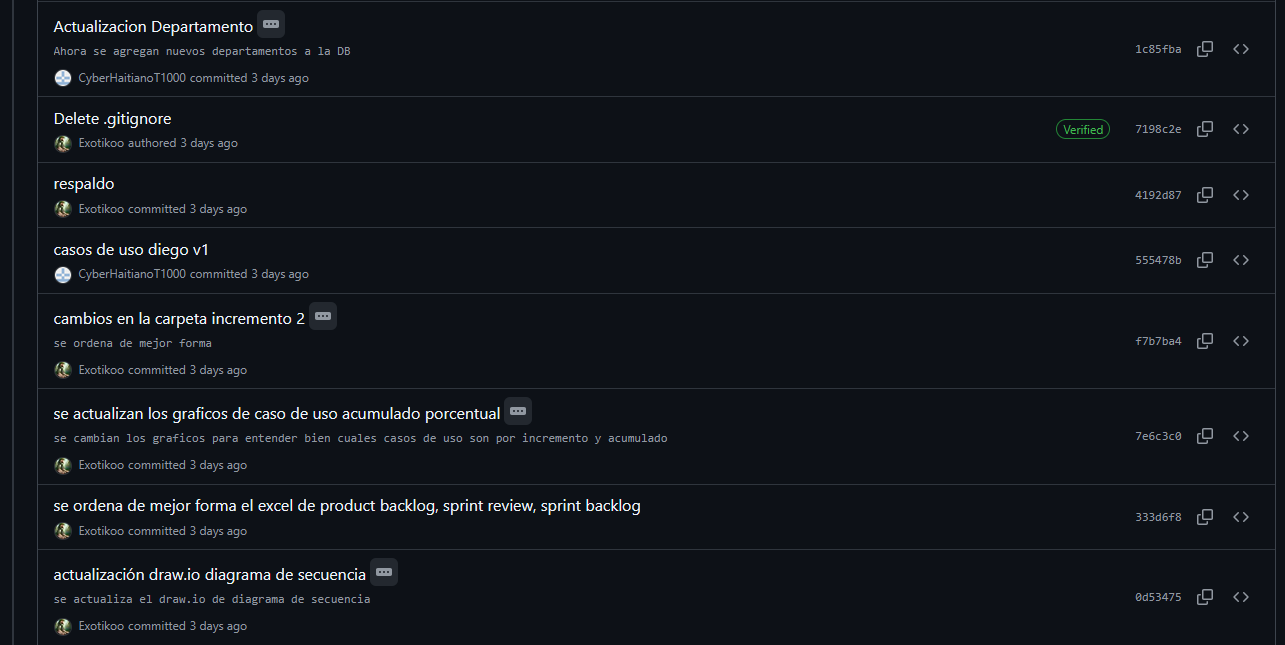 Actualizacion Departamento
Ahora se agregan nuevos departamentos a la DB
1c85fba
CyberHaitianoT1000 committed 3 days ago
Delete .gitignore
Verified 7198c2e
Exotikoo authored 3 days ago
respaldo
4192d87
Exotikoo committed 3 days ago
casos de uso diego v1
555478b
CyberHaitianoT1000 committed 3 days ago
cambios en la carpeta incremento 2
se ordena de mejor forma
f7b7ba4
Exotikoo committed 3 days ago
se actualizan los graficos de caso de uso acumulado porcentual
se cambian los graficos para entender bien cuales casos de uso son por incremento y acumulado
7e6c3c0
Exotikoo committed 3 days ago
se ordena de mejor forma el excel de product backlog, sprint review, sprint backlog
333d6f8
Exotikoo committed 3 days ago
actualización draw.io diagrama de secuencia
se actualiza el draw.io de diagrama de secuencia
0d53475
Exotikoo committed 3 days ago